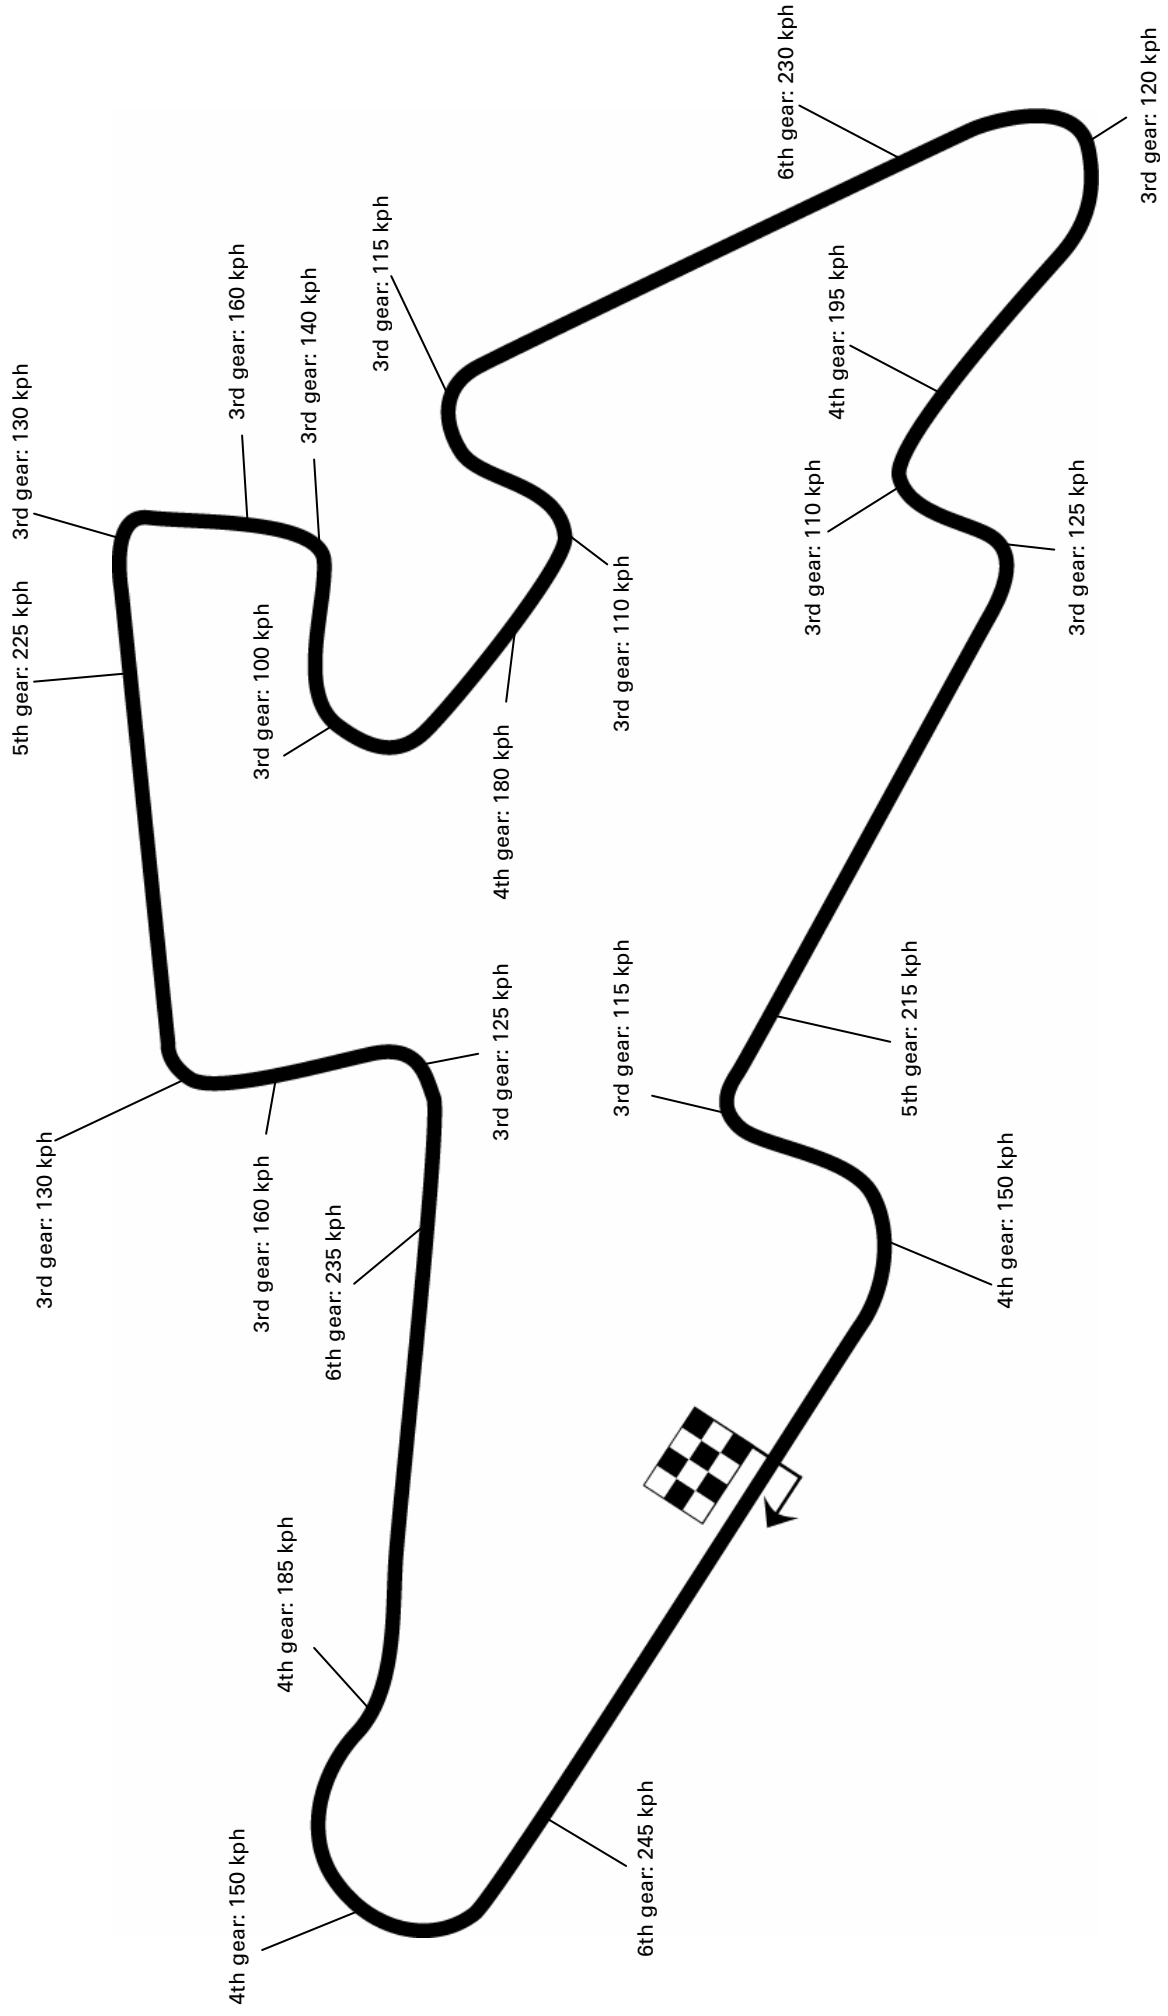 6th gear: 230 kph
3rd gear: 120 kph
3rd gear: 115 kph
3rd gear: 160 kph
4th gear: 195 kph
3rd gear: 140 kph
3rd gear: 130 kph
3rd gear: 110 kph
3rd gear: 125 kph
3rd gear: 110 kph
5th gear: 225 kph
3rd gear: 100 kph
4th gear: 180 kph
3rd gear: 115 kph
5th gear: 215 kph
3rd gear: 125 kph
3rd gear: 130 kph
4th gear: 150 kph
3rd gear: 160 kph
6th gear: 235 kph
4th gear: 185 kph
6th gear: 245 kph
4th gear: 150 kph